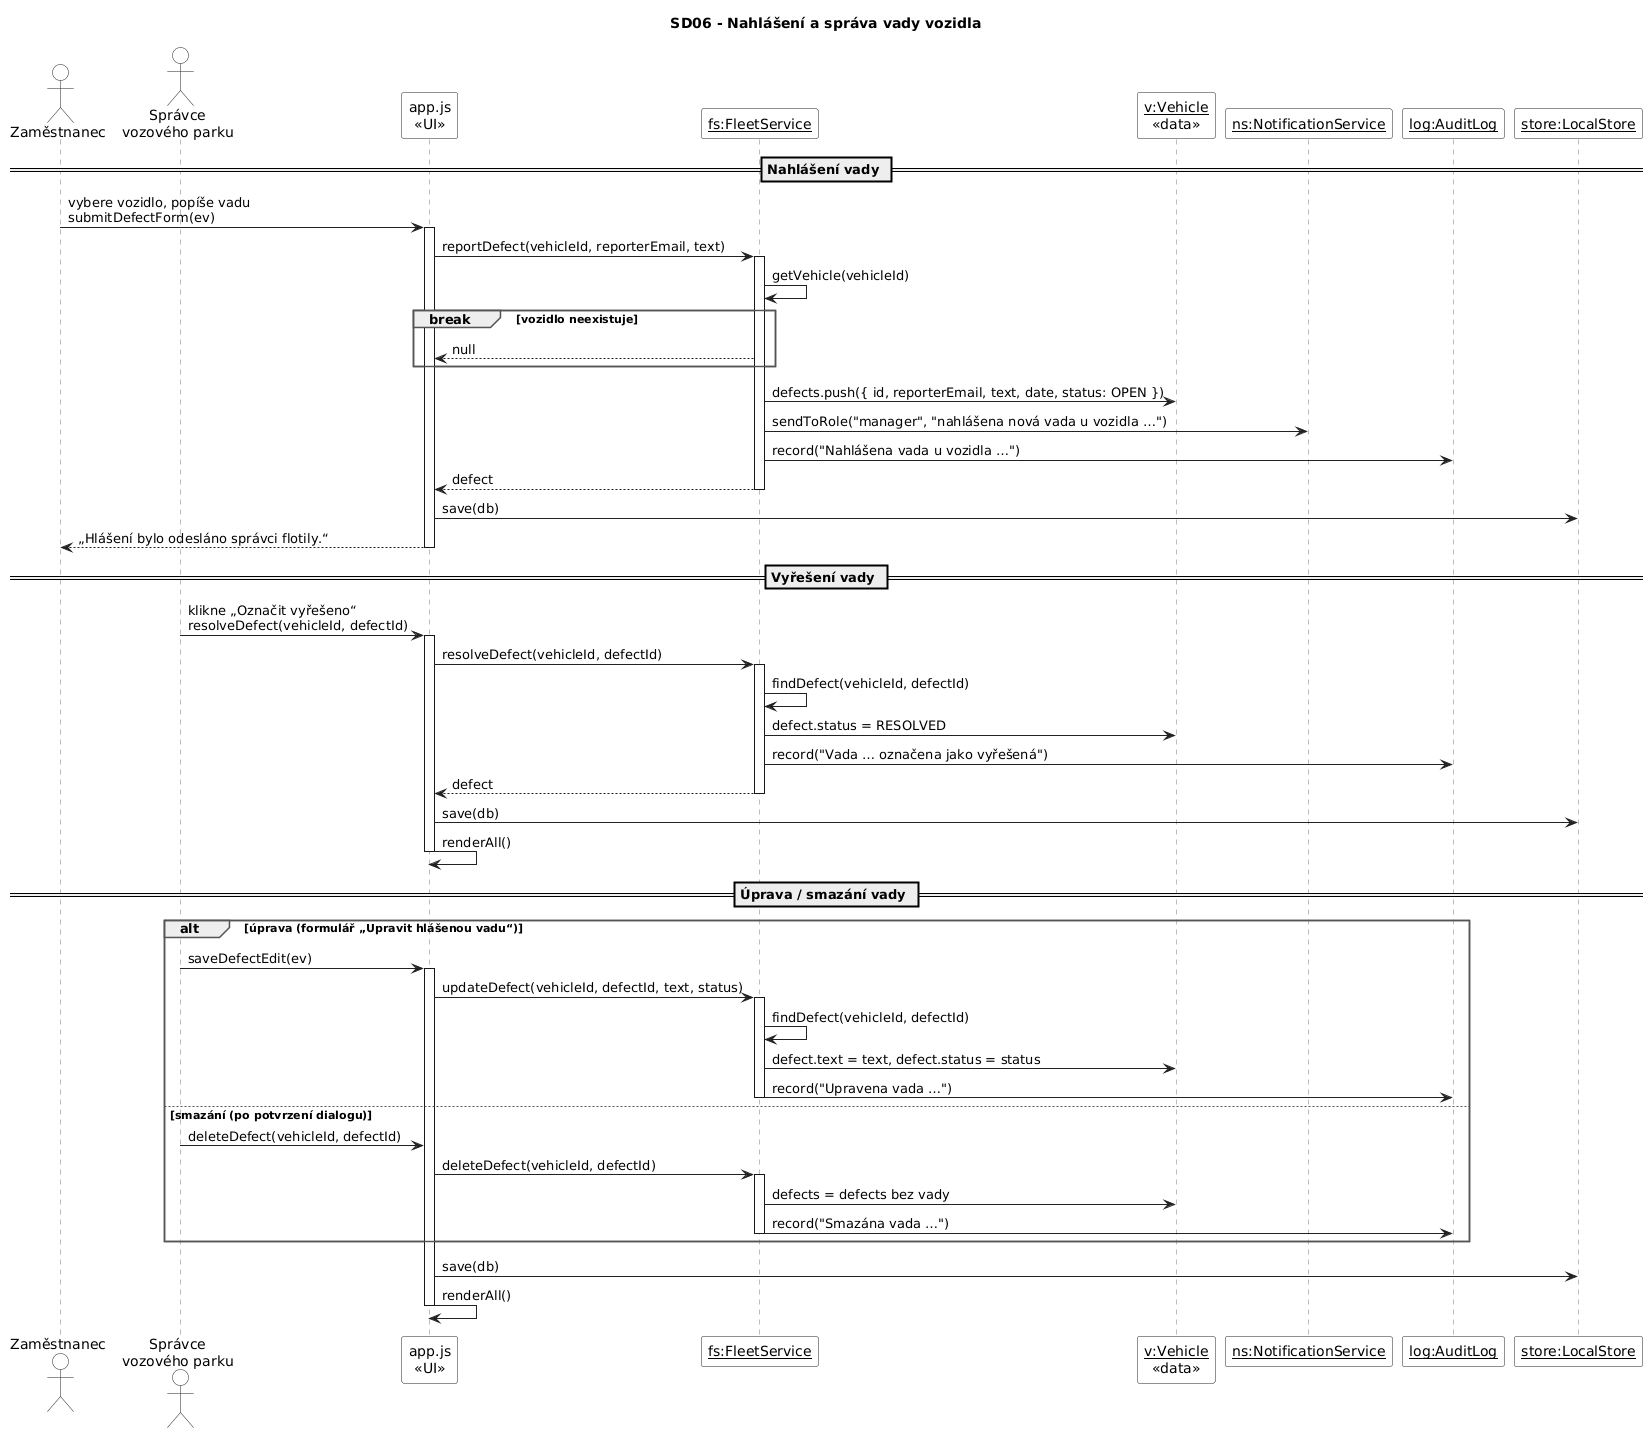 SD06 - Nahlášení a správa vady vozidla
Zaměstnanec
Správce
vozového parku
app.js
«UI»
fs:FleetService
v:Vehicle
«data»
ns:NotificationService
log:AuditLog
store:LocalStore
Nahlášení vady
vybere vozidlo, popíše vadu
submitDefectForm(ev)
reportDefect(vehicleId, reporterEmail, text)
getVehicle(vehicleId)
break [vozidlo neexistuje]
null
defects.push({ id, reporterEmail, text, date, status: OPEN })
sendToRole("manager", "nahlášena nová vada u vozidla ...")
record("Nahlášena vada u vozidla ...")
defect
save(db)
„Hlášení bylo odesláno správci flotily.“
Vyřešení vady
klikne „Označit vyřešeno“
resolveDefect(vehicleId, defectId)
resolveDefect(vehicleId, defectId)
findDefect(vehicleId, defectId)
defect.status = RESOLVED
record("Vada ... označena jako vyřešená")
defect
save(db)
renderAll()
Úprava / smazání vady
alt [úprava (formulář „Upravit hlášenou vadu“)]
saveDefectEdit(ev)
updateDefect(vehicleId, defectId, text, status)
findDefect(vehicleId, defectId)
defect.text = text, defect.status = status
record("Upravena vada ...")
[smazání (po potvrzení dialogu)]
deleteDefect(vehicleId, defectId)
deleteDefect(vehicleId, defectId)
defects = defects bez vady
record("Smazána vada ...")
save(db)
renderAll()
Zaměstnanec
Správce
vozového parku
app.js
«UI»
fs:FleetService
v:Vehicle
«data»
ns:NotificationService
log:AuditLog
store:LocalStore